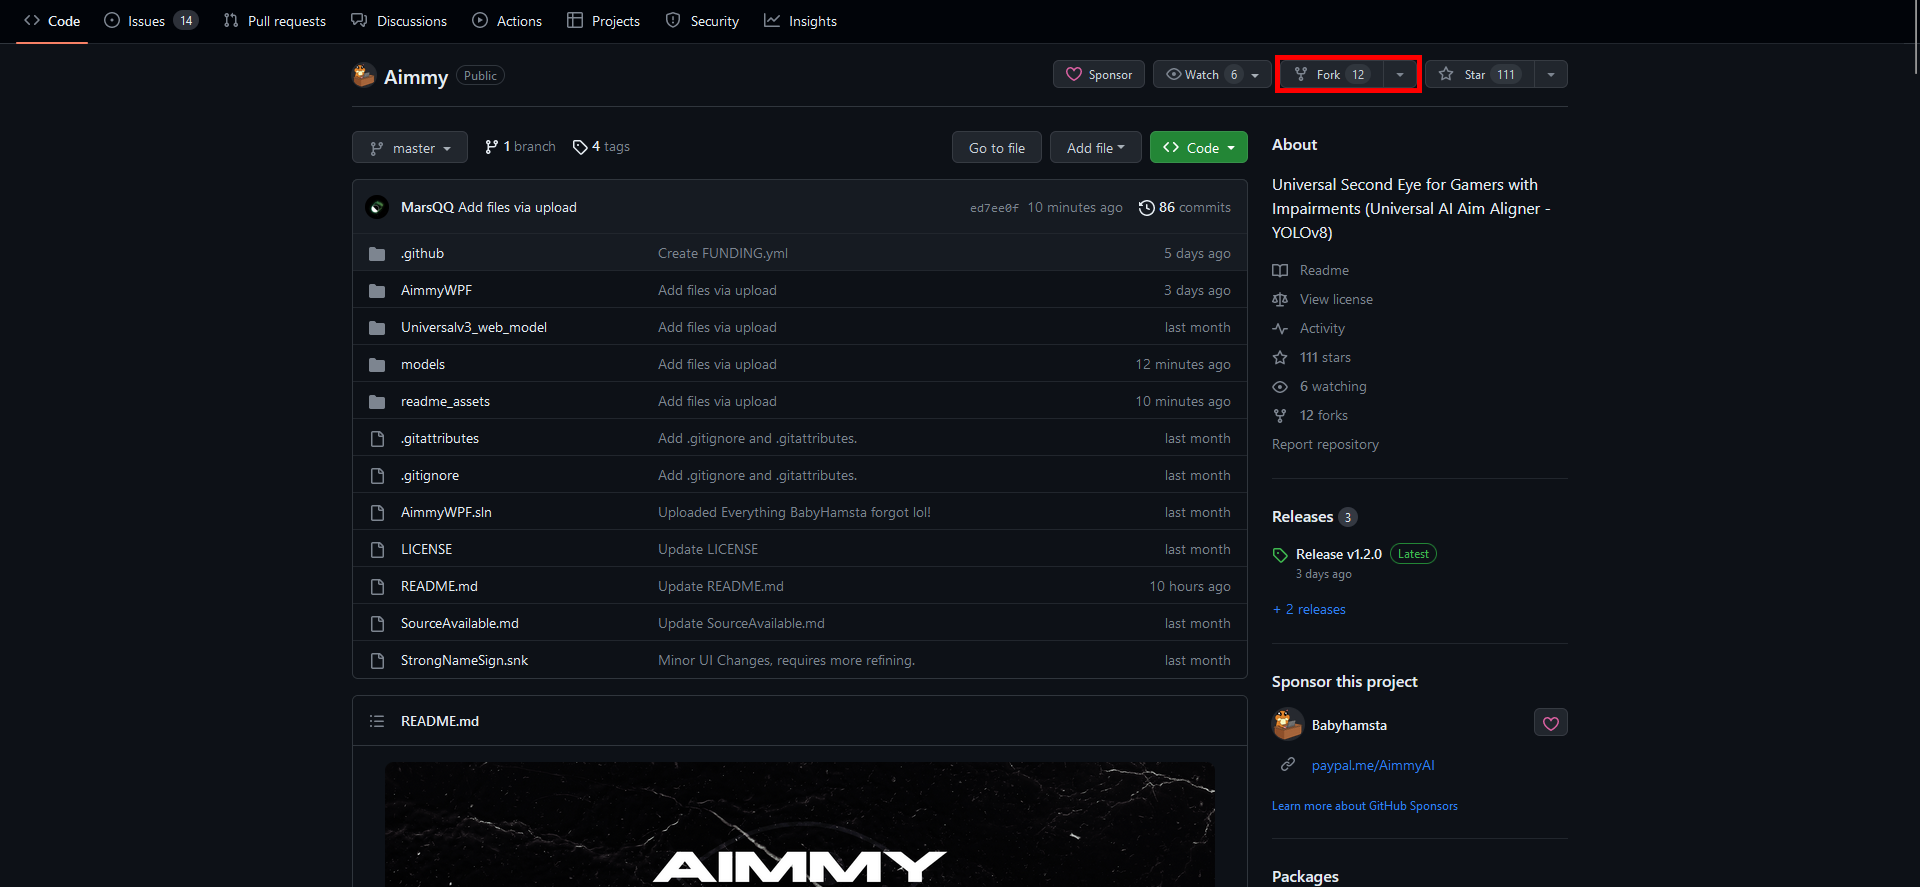 Code Issues 14 Pull requests Discussions Actions Projects Security Insights
Aimmy Public Sponsor Watch 6 Fork 12 Star 111
master 1 branch 4 tags Go to file Add file Code
MarsQQ Add files via upload ed7ee0f 10 minutes ago 86 commits
.github Create FUNDING.yml 5 days ago
AimmyWPF Add files via upload 3 days ago
Universalv3_web_model Add files via upload last month
models Add files via upload 12 minutes ago
readme_assets Add files via upload 10 minutes ago
.gitattributes Add .gitignore and .gitattributes. last month
.gitignore Add .gitignore and .gitattributes. last month
AimmyWPF.sln Uploaded Everything BabyHamsta forgot lol! last month
LICENSE Update LICENSE last month
README.md Update README.md 10 hours ago
SourceAvailable.md Update SourceAvailable.md last month
StrongNameSign.snk Minor UI Changes, requires more refining. last month
README.md
AIMMY
About
Universal Second Eye for Gamers with
Impairments (Universal AI Aim Aligner -
YOLOv8)
Readme
View license
Activity
111 stars
6 watching
12 forks
Report repository
Releases 3
Release v1.2.0 Latest
3 days ago
+ 2 releases
Sponsor this project
Babyhamsta
paypal.me/AimmyAI
Learn more about GitHub Sponsors
Packages